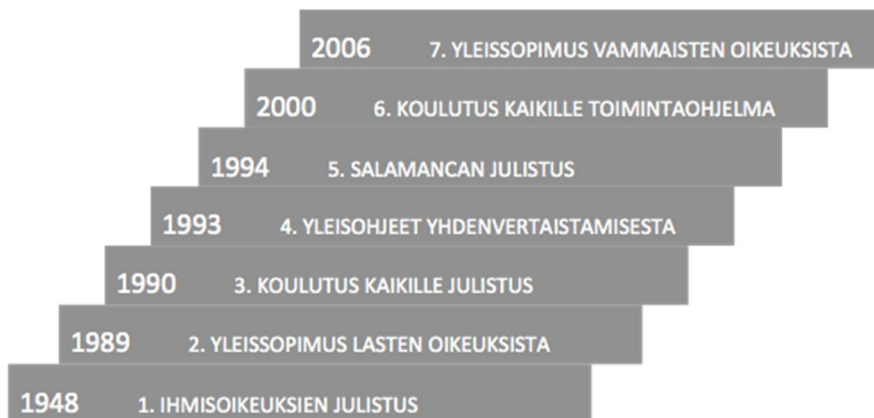 2006 7. YLEISSOPIMUS VAMMAISTEN OIKEUKSISTA
2000 6. KOULUTUS KAIKILLE TOIMINTAOHJELMA
1994 5. SALAMANCAN JULISTUS
1993 4. YLEISOHJEET YHDENVERTAISTAMISESTA
1990 3. KOULUTUS KAIKILLE JULISTUS
1989 2. YLEISSOPIMUS LASTEN OIKEUKSISTA
1948 1. IHMISOIKEUKSIEN JULISTUS